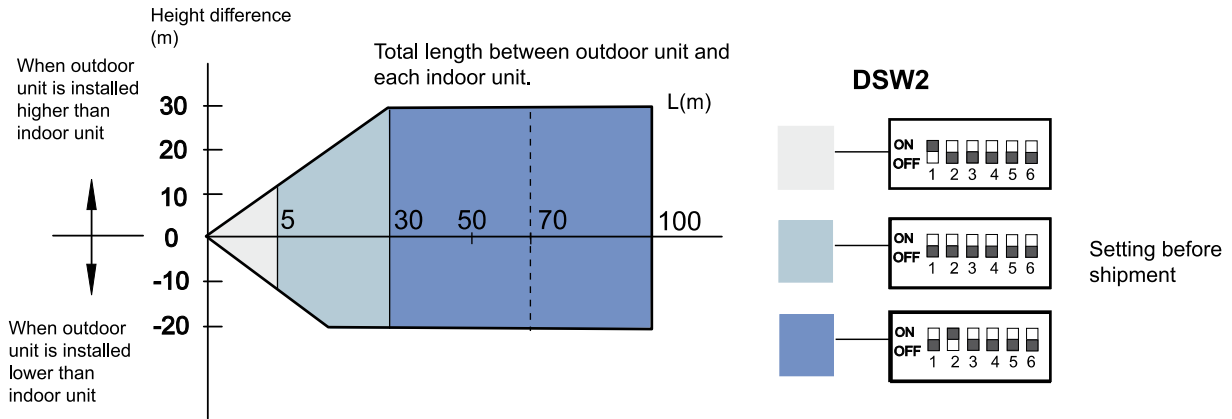 Height difference
(m)
When outdoor
unit is installed
higher than
indoor unit
Total length between outdoor unit and
each indoor unit.
L(m)
30
20
10
0
-10
-20
5
30
50
70
100
When outdoor
unit is installed
lower than
indoor unit
DSW2
ON
OFF
1 2 3 4 5 6
ON
OFF
1 2 3 4 5 6
Setting before
shipment
ON
OFF
1 2 3 4 5 6